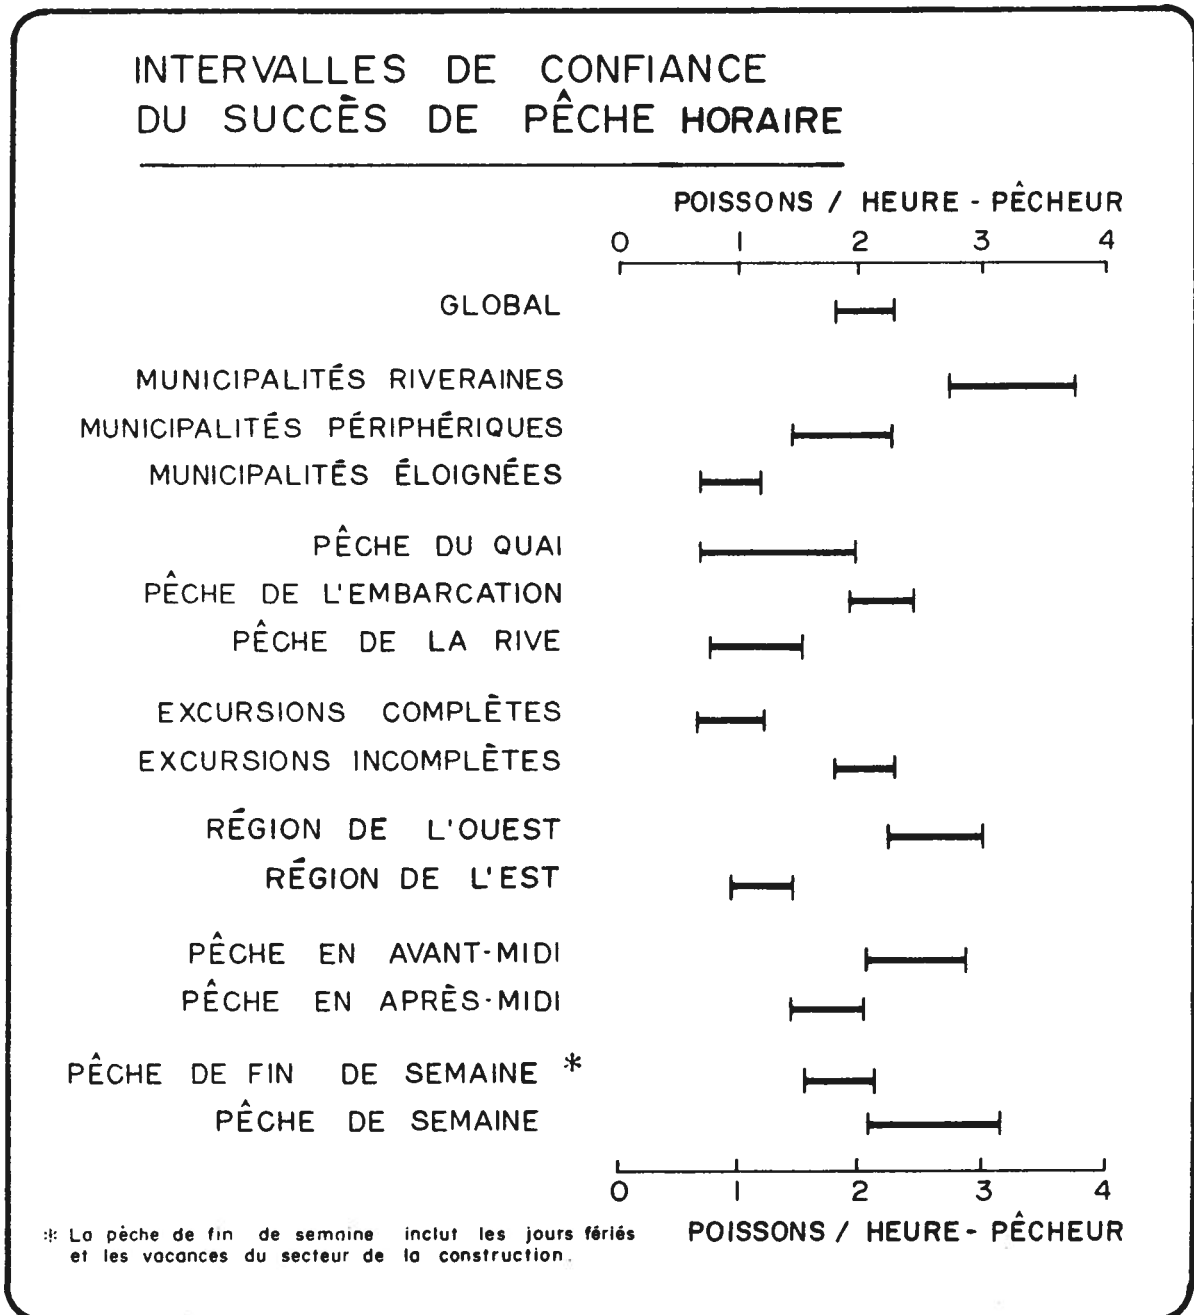 INTERVALLES DE CONFIANCE
DU SUCCÈS DE PÊCHE HORAIRE
POISSONS / HEURE - PÊCHEUR
0 1 2 3 4
GLOBAL
MUNICIPALITÉS RIVERAINES
MUNICIPALITÉS PÉRIPHÉRIQUES
MUNICIPALITÉS ÉLOIGNÉES
PÊCHE DU QUAI
PÊCHE DE L'EMBARCATION
PÊCHE DE LA RIVE
EXCURSIONS COMPLÈTES
EXCURSIONS INCOMPLÈTES
RÉGION DE L'OUEST
RÉGION DE L'EST
PÊCHE EN AVANT-MIDI
PÊCHE EN APRÈS-MIDI
PÊCHE DE FIN DE SEMAINE *
PÊCHE DE SEMAINE
0 1 2 3 4
POISSONS / HEURE - PÊCHEUR
* La pêche de fin de semaine inclut les jours fériés
et les vacances du secteur de la construction.